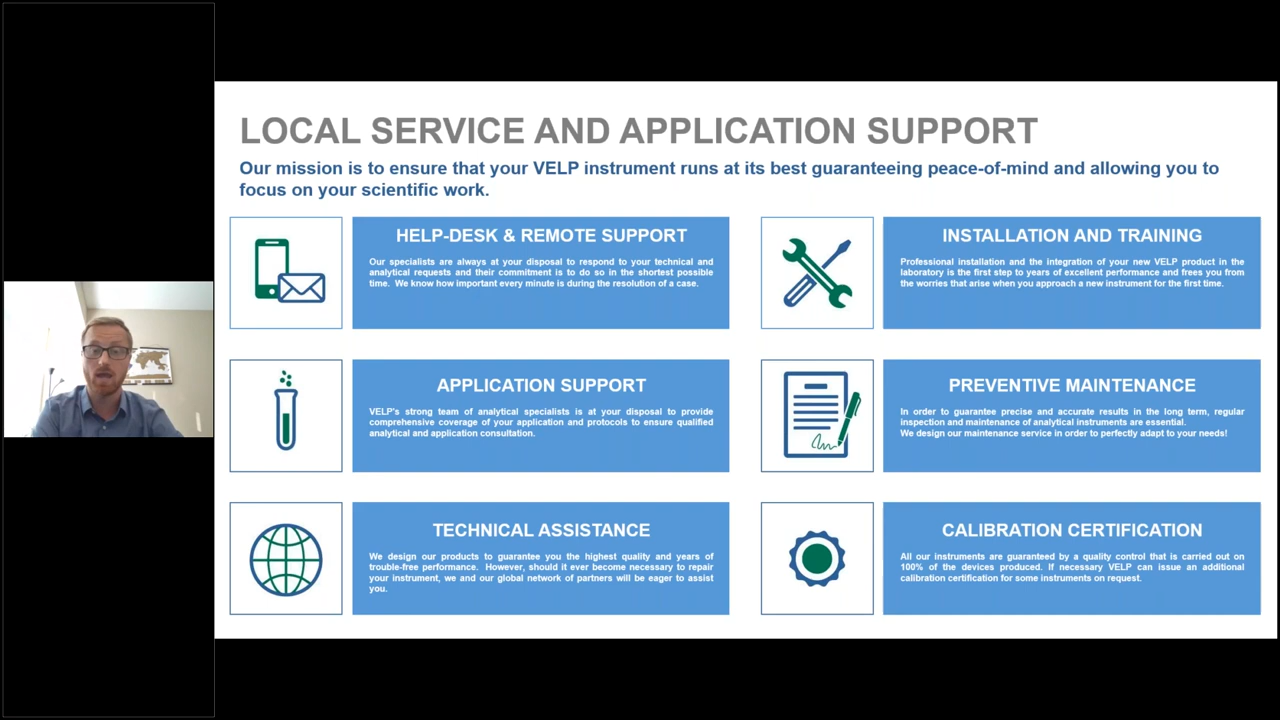 LOCAL SERVICE AND APPLICATION SUPPORT
Our mission is to ensure that your VELP instrument runs at its best guaranteeing peace-of-mind and allowing you to
focus on your scientific work.
HELP-DESK & REMOTE SUPPORT
Our specialists are always at your disposal to respond to your technical and
analytical requests and their commitment is to do so in the shortest possible
time. We know how important every minute is during the resolution of a case.
INSTALLATION AND TRAINING
Professional installation and the integration of your new VELP product in the
laboratory is the first step to years of excellent performance and frees you from
the worries that arise when you approach a new instrument for the first time.
APPLICATION SUPPORT
VELP's strong team of analytical specialists is at your disposal to provide
comprehensive coverage of your application and protocols to ensure qualified
analytical and application consultation.
PREVENTIVE MAINTENANCE
In order to guarantee precise and accurate results in the long term, regular
inspection and maintenance of analytical instruments are essential.
We design our maintenance service in order to perfectly adapt to your needs!
TECHNICAL ASSISTANCE
We design our products to guarantee you the highest quality and years of
trouble-free performance. However, should it ever become necessary to repair
your instrument, we and our global network of partners will be eager to assist
you.
CALIBRATION CERTIFICATION
All our instruments are guaranteed by a quality control that is carried out on
100% of the devices produced. If necessary VELP can issue an additional
calibration certification for some instruments on request.